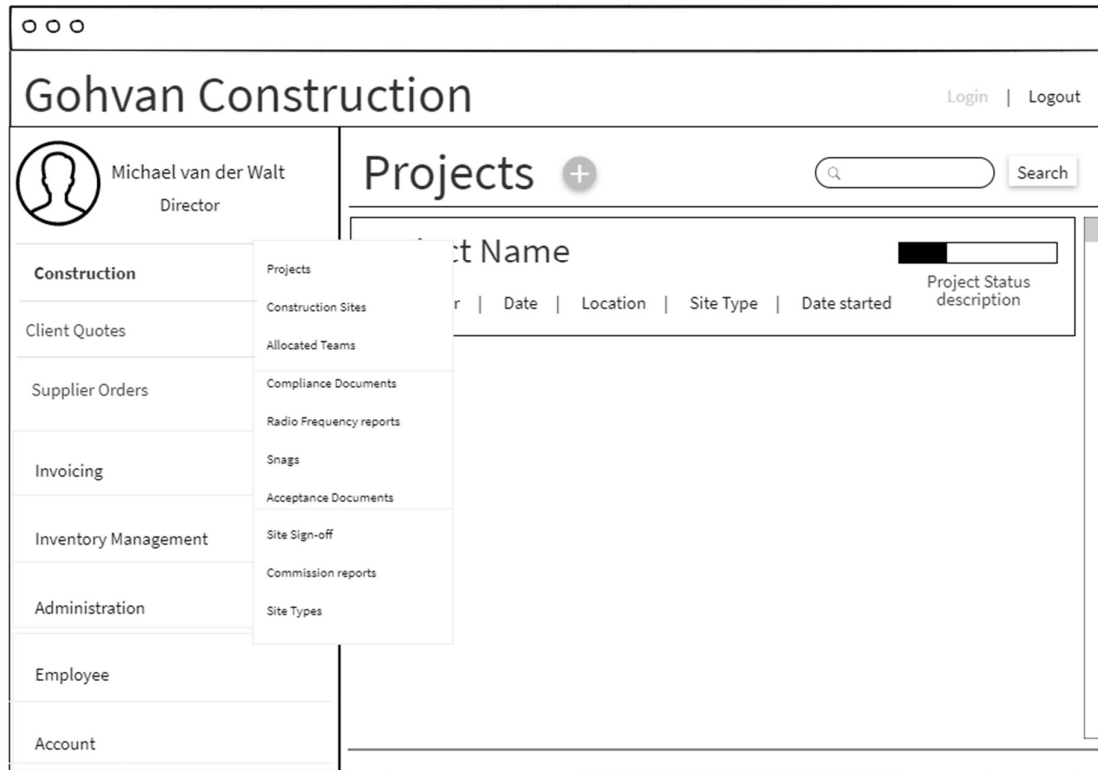 Gohvan Construction
Login | Logout
Michael van der Walt
Director
Projects
Search
Construction
Client Quotes
Supplier Orders
Invoicing
Inventory Management
Administration
Employee
Account
Projects
Construction Sites
Allocated Teams
Compliance Documents
Radio Frequency reports
Snags
Acceptance Documents
Site Sign-off
Commission reports
Site Types
Name
| Date | Location | Site Type | Date started
Project Status
description